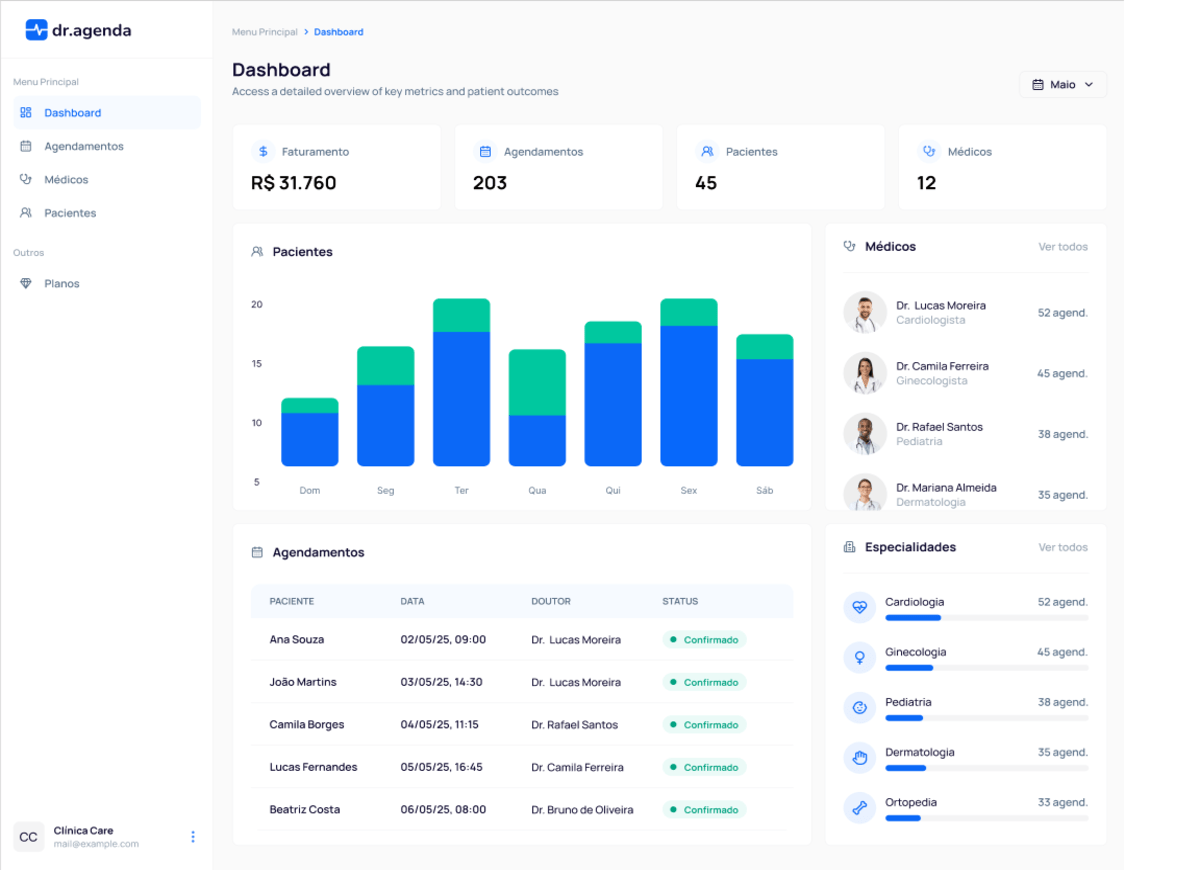 dr.agenda
Menu Principal
Dashboard
Agendamentos
Médicos
Pacientes
Outros
Planos
CC
Clínica Care
mail@example.com
Menu Principal > Dashboard
Dashboard
Access a detailed overview of key metrics and patient outcomes
Maio
Faturamento
R$ 31.760
Agendamentos
203
Pacientes
45
Médicos
12
Pacientes
20
15
10
5
Dom Seg Ter Qua Qui Sex Sáb
Médicos Ver todos
Dr. Lucas Moreira
Cardiologista
52 agend.
Dr. Camila Ferreira
Ginecologista
45 agend.
Dr. Rafael Santos
Pediatria
38 agend.
Dr. Mariana Almeida
Dermatologia
35 agend.
Agendamentos
PACIENTE DATA DOUTOR STATUS
Ana Souza 02/05/25, 09:00 Dr. Lucas Moreira Confirmado
João Martins 03/05/25, 14:30 Dr. Lucas Moreira Confirmado
Camila Borges 04/05/25, 11:15 Dr. Rafael Santos Confirmado
Lucas Fernandes 05/05/25, 16:45 Dr. Camila Ferreira Confirmado
Beatriz Costa 06/05/25, 08:00 Dr. Bruno de Oliveira Confirmado
Especialidades Ver todos
Cardiologia 52 agend.
Ginecologia 45 agend.
Pediatria 38 agend.
Dermatologia 35 agend.
Ortopedia 33 agend.